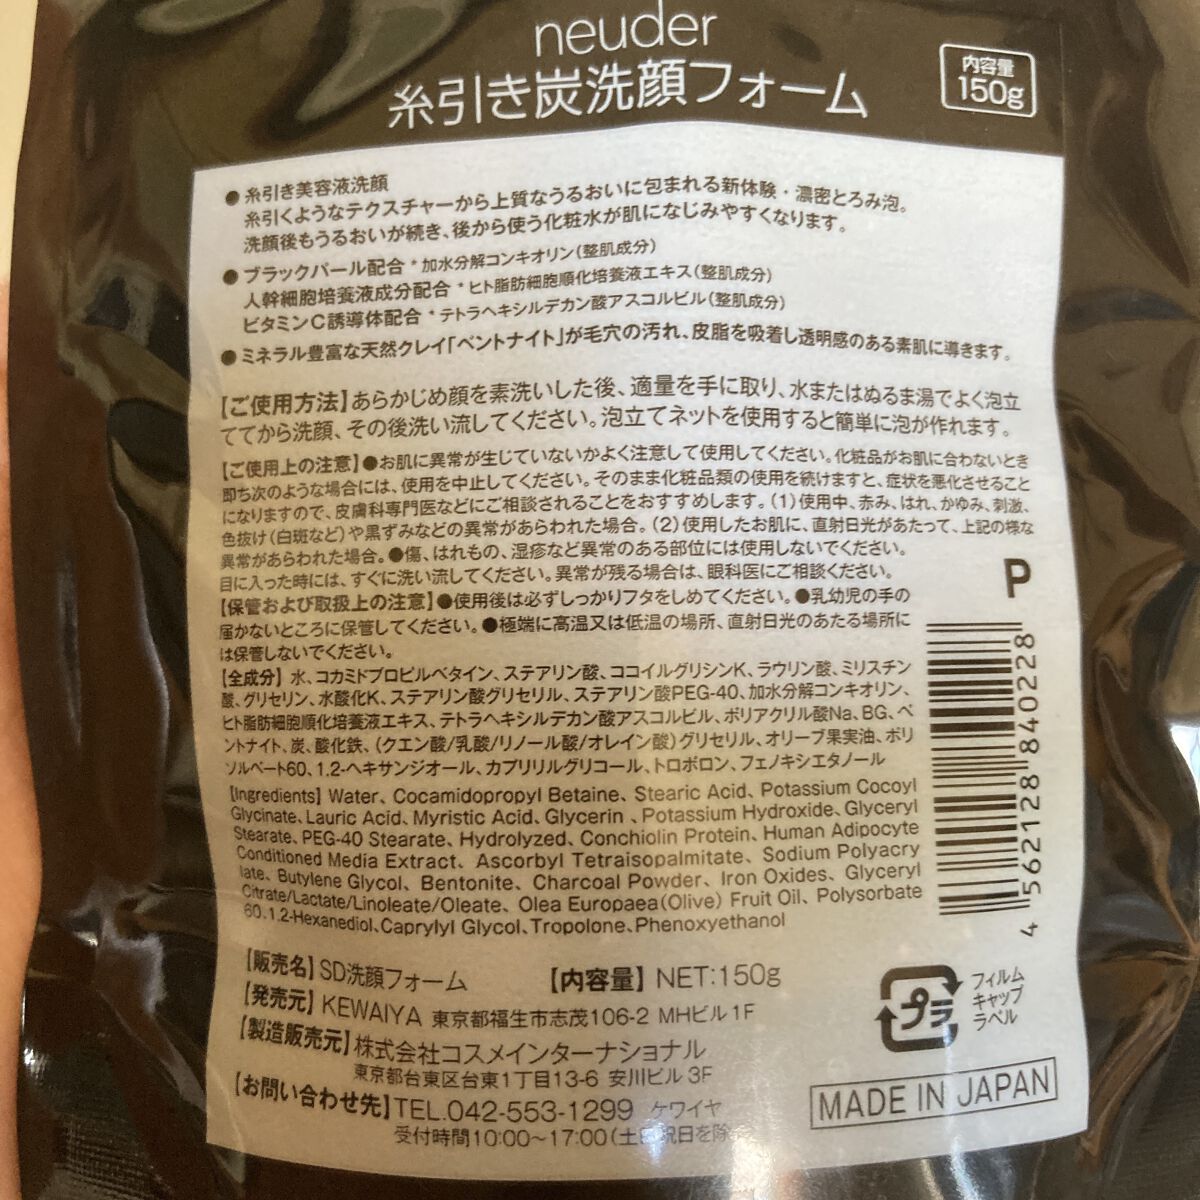 neuder
糸引き炭洗顔フォーム
内容量
150g
●糸引き美容液洗顔
糸引くようなテクスチャーから上質なうるおいに包まれる新体験・濃密とろみ泡。
洗顔後もうるおいが続き、後から使う化粧水が肌になじみやすくなります。
●ブラックパール配合 *加水分解コンキオリン(整肌成分)
人幹細胞培養液成分配合 *ヒト脂肪細胞順化培養液エキス(整肌成分)
ビタミンC誘導体配合 *テトラヘキシルデカン酸アスコルビル(整肌成分)
●ミネラル豊富な天然クレイ「ベントナイト」が毛穴の汚れ、皮脂を吸着し透明感のある素肌に導きます。
【ご使用方法】あらかじめ顔を素洗いした後、適量を手に取り、水またはぬるま湯でよく泡立
ててから洗顔、その後洗い流してください。泡立てネットを使用すると簡単に泡が作れます。
【ご使用上の注意】●お肌に異常が生じていないかよく注意して使用してください。化粧品がお肌に合わないとき
即ち次のような場合には、使用を中止してください。そのまま化粧品類の使用を続けますと、症状を悪化させること
になりますので、皮膚科専門医などにご相談されることをおすすめします。(1)使用中、赤み、はれ、かゆみ、刺激、
色抜け(白斑など)や黒ずみなどの異常があらわれた場合。(2)使用したお肌に、直射日光があたって、上記の様な
異常があらわれた場合。●傷、はれもの、湿疹など異常のある部位には使用しないでください。
目に入った時には、すぐに洗い流してください。異常が残る場合は、眼科医にご相談ください。
【保管および取扱上の注意】●使用後は必ずしっかりフタをしめてください。●乳幼児の手の
届かないところに保管してください。●極端に高温又は低温の場所、直射日光のあたる場所に
は保管しないでください。
【全成分】水、コカミドプロピルベタイン、ステアリン酸、ココイルグリシンK、ラウリン酸、ミリスチン
酸、グリセリン、水酸化K、ステアリン酸グリセリル、ステアリン酸PEG-40、加水分解コンキオリン、
ヒト脂肪細胞順化培養液エキス、テトラヘキシルデカン酸アスコルビル、ポリアクリル酸Na、BG、ベ
ントナイト、炭、酸化鉄、(クエン酸/乳酸/リノール酸/オレイン酸)グリセリル、オリーブ果実油、ポリ
ソルベート60、1.2-ヘキサンジオール、カプリリルグリコール、トロポロン、フェノキシエタノール
【Ingredients】Water、Cocamidopropyl Betaine、Stearic Acid、Potassium Cocoyl
Glycinate、Lauric Acid、Myristic Acid、Glycerin 、Potassium Hydroxide、Glyceryl
Stearate、PEG-40 Stearate、Hydrolyzed、Conchiolin Protein、Human Adipocyte
Conditioned Media Extract、Ascorbyl Tetraisopalmitate、Sodium Polyacry
late、Butylene Glycol、Bentonite、Charcoal Powder、Iron Oxides、Glyceryl
Citrate/Lactate/Linoleate/Oleate、Olea Europaea(Olive) Fruit Oil、Polysorbate
60、1.2-Hexanediol、Caprylyl Glycol、Tropolone、Phenoxyethanol
P
4 562128 840228
【販売名】SD洗顔フォーム 【内容量】NET:150g
【発売元】KEWAIYA 東京都福生市志茂106-2 MHビル1F
【製造販売元】株式会社コスメインターナショナル
東京都台東区台東1丁目13-6 安川ビル3F
【お問い合わせ先】TEL.042-553-1299 ケワイヤ
受付時間10:00〜17:00(土日祝日を除
プラ
フィルム
キャップ
ラベル
MADE IN JAPAN